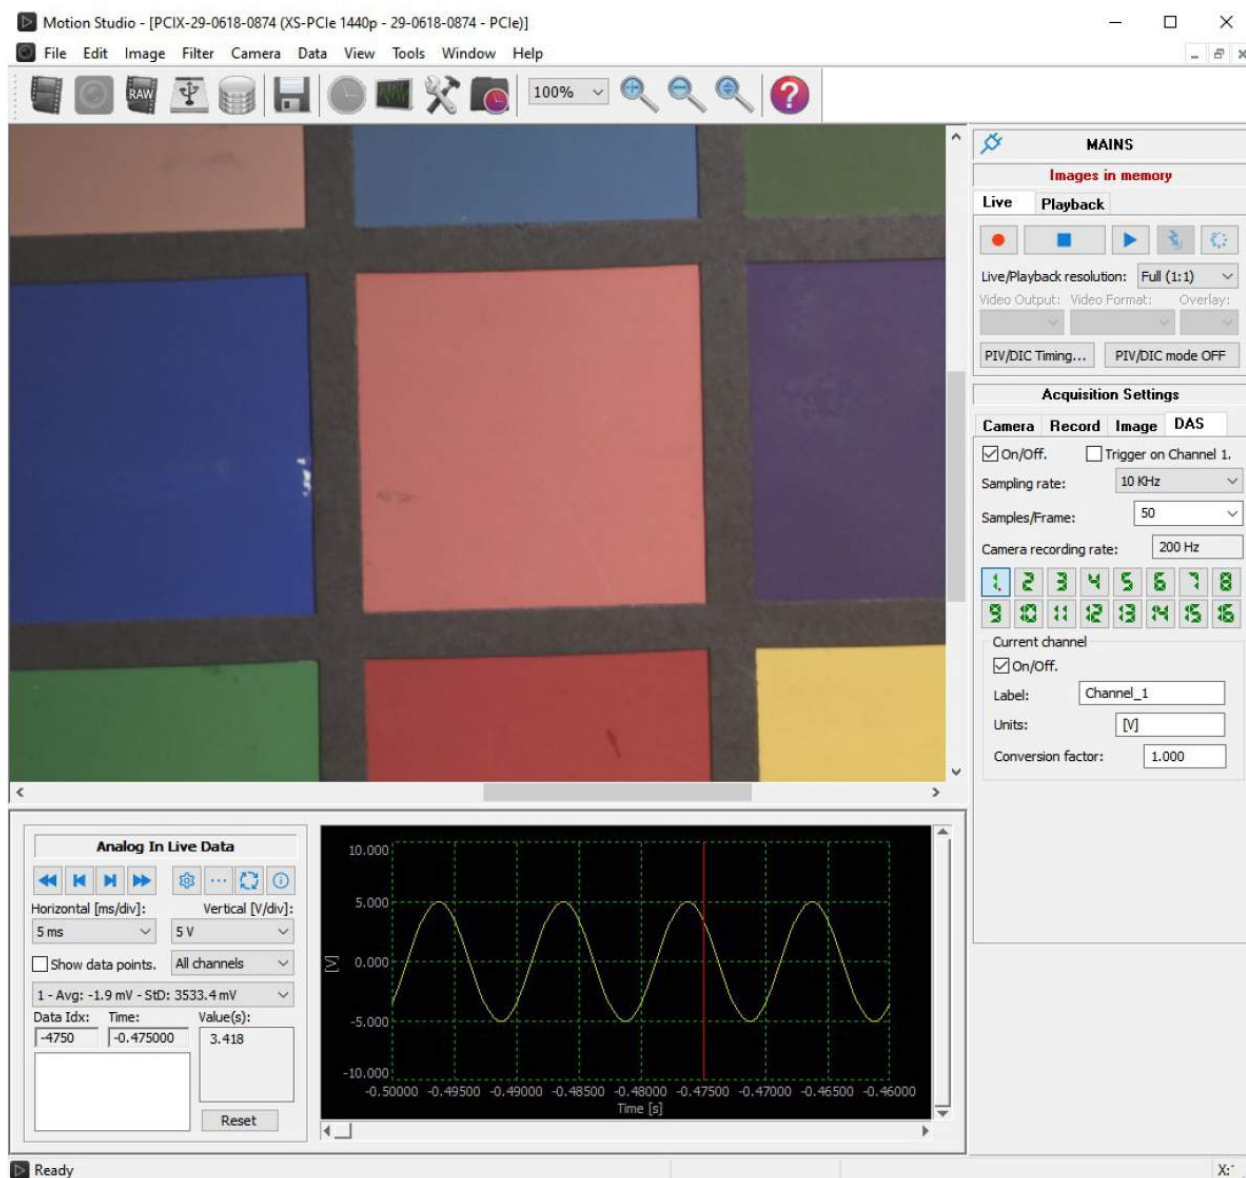 Motion Studio - [PCIX-29-0618-0874 (XS-PCIe 1440p - 29-0618-0874 - PCIe)]
File Edit Image Filter Camera Data View Tools Window Help
RAW 100% ?
MAINS
Images in memory
Live Playback
Live/Playback resolution: Full (1:1)
Video Output: Video Format: Overlay:
PIV/DIC Timing... PIV/DIC mode OFF
Acquisition Settings
Camera Record Image DAS
On/Off. Trigger on Channel 1.
Sampling rate: 10 KHz
Samples/Frame: 50
Camera recording rate: 200 Hz
1. 2 3 4 5 6 7 8
9 10 11 12 13 14 15 16
Current channel
On/Off.
Label: Channel_1
Units: [V]
Conversion factor: 1.000
Analog In Live Data
Horizontal [ms/div]: Vertical [V/div]:
5 ms 5 V
Show data points. All channels
1 - Avg: -1.9 mV - StD: 3533.4 mV
Data Idx: Time: Value(s):
-4750 -0.475000 3.418
Reset
10.000
5.000
0.000
-5.000
-10.000
[V]
-0.50000 -0.49500 -0.49000 -0.48500 -0.48000 -0.47500 -0.47000 -0.46500 -0.46000
Time [s]
Ready X: